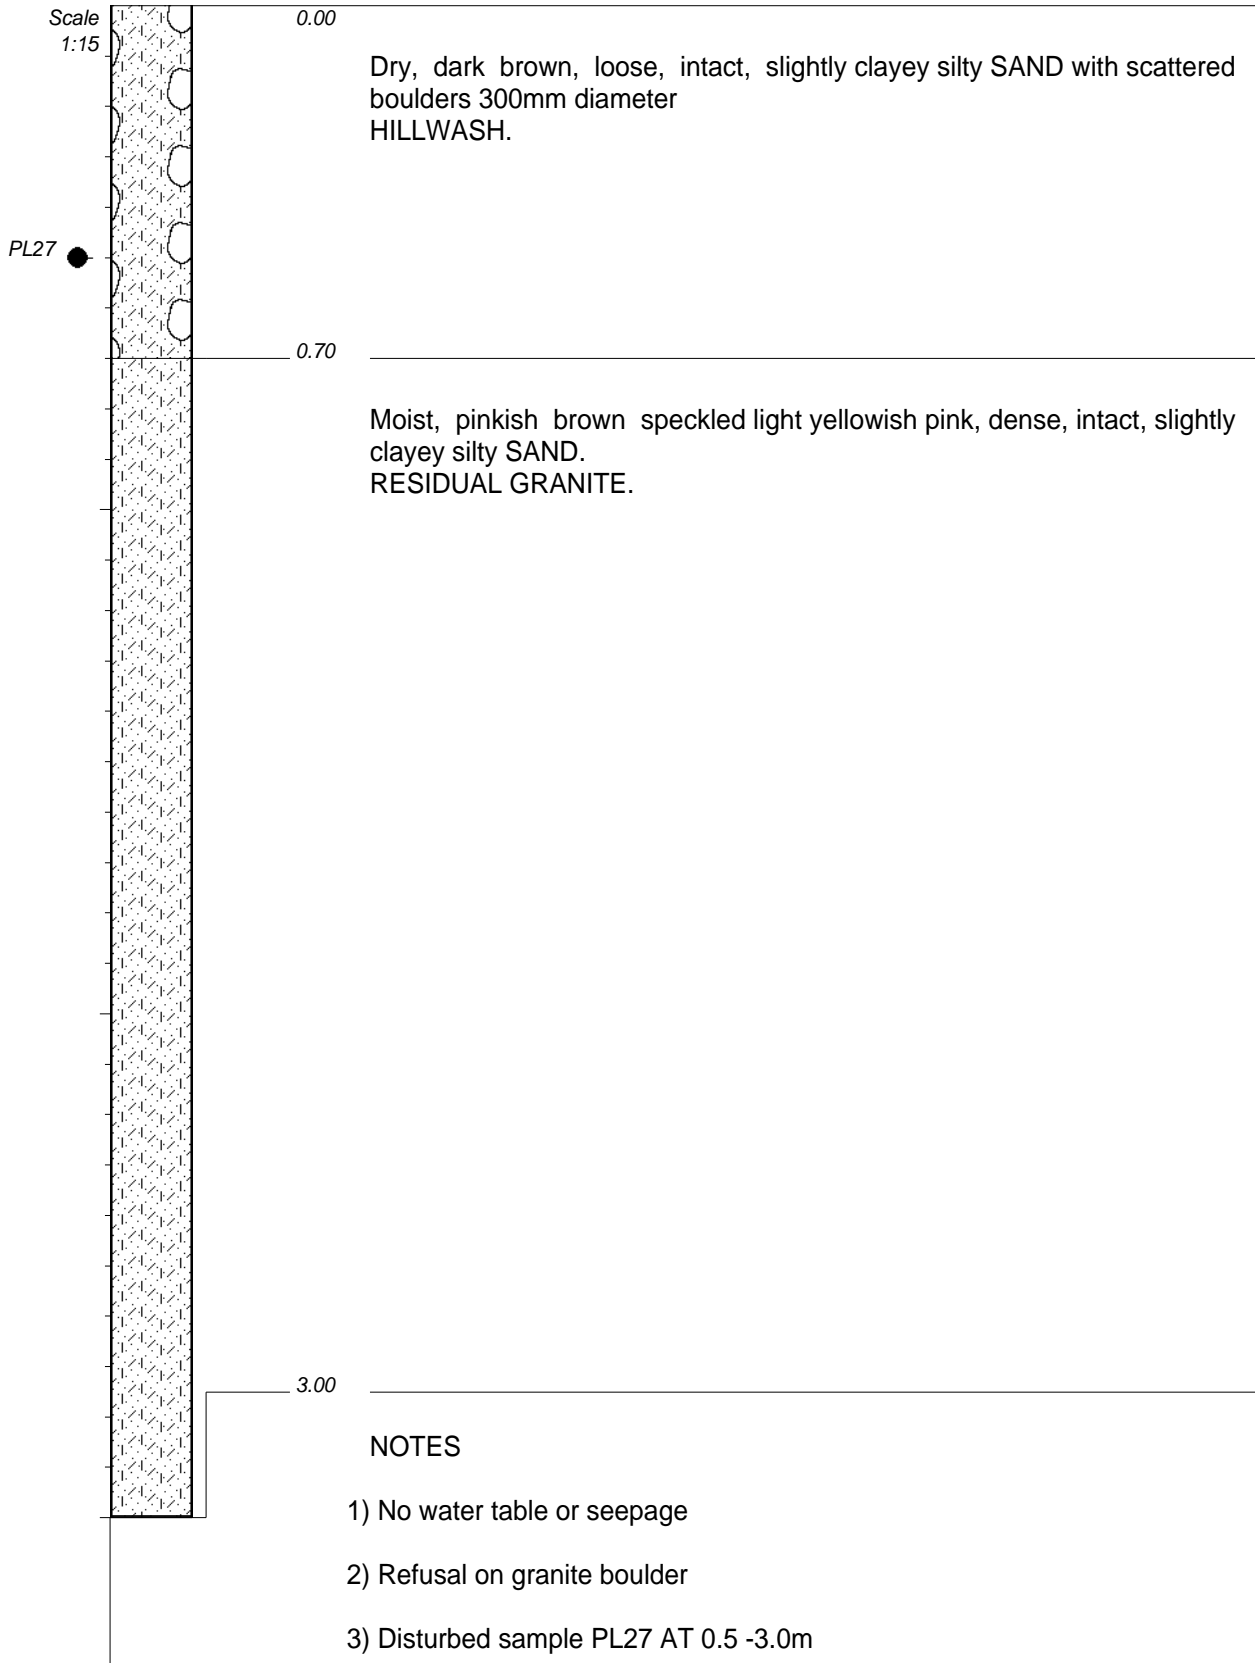 Scale
1:15
0.00
Dry, dark brown, loose, intact, slightly clayey silty SAND with scattered
boulders 300mm diameter
HILLWASH.
PL27
0.70
Moist, pinkish brown speckled light yellowish pink, dense, intact, slightly
clayey silty SAND.
RESIDUAL GRANITE.
3.00
NOTES
1) No water table or seepage
2) Refusal on granite boulder
3) Disturbed sample PL27 AT 0.5 -3.0m